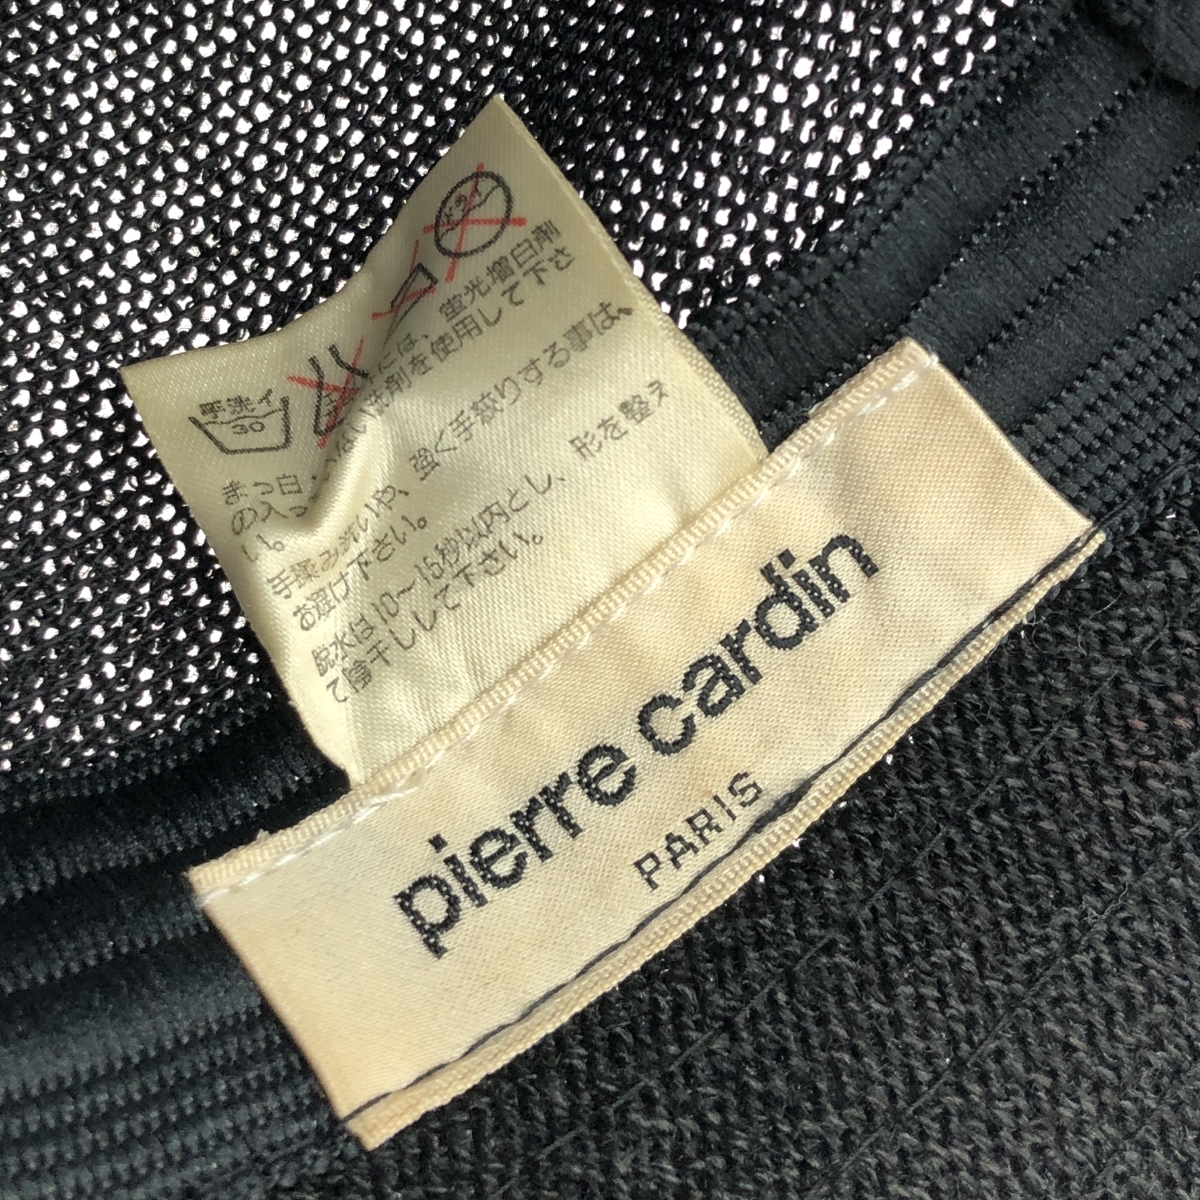 ドライ
手洗イ
30
まっ白
には、蛍光増白剤
の入っ
洗剤を使用して下さ
い。
手揉み洗いや、強く手絞りする事は、
お避け下さい。
脱水は10〜15秒以内とし、形を整え
て陰干しして下さい。
pierre cardin
PARIS